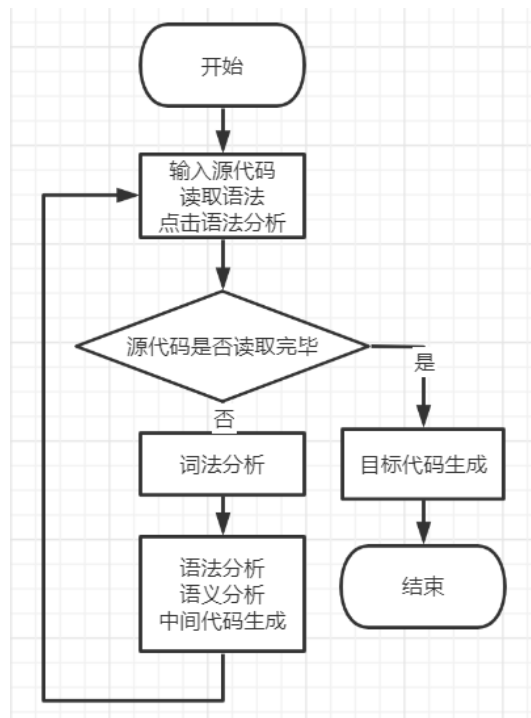 开始
输入源代码
读取语法
点击语法分析
源代码是否读取完毕
是
否
词法分析
目标代码生成
语法分析
语义分析
中间代码生成
结束